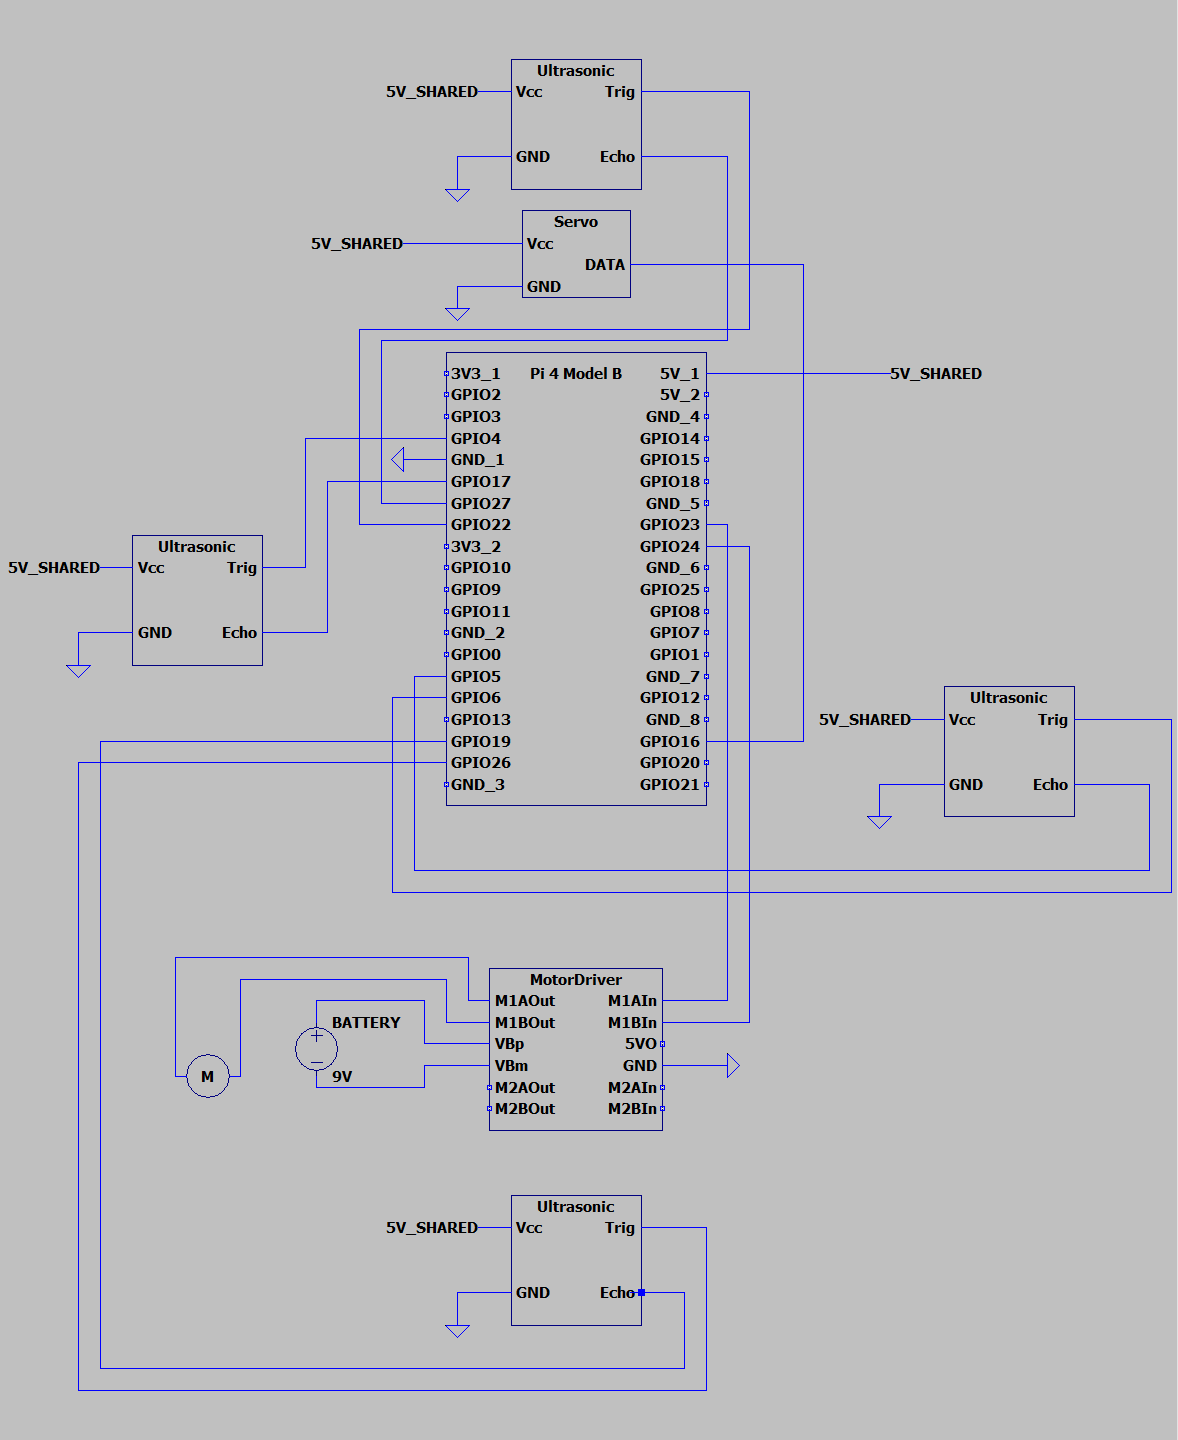 Ultrasonic
5V_SHARED Vcc Trig
GND Echo
Servo
5V_SHARED Vcc
DATA
GND
3V3_1 Pi 4 Model B 5V_1 5V_SHARED
GPIO2 5V_2
GPIO3 GND_4
GPIO4 GPIO14
GND_1 GPIO15
GPIO17 GPIO18
GPIO27 GND_5
GPIO22 GPIO23
3V3_2 GPIO24
GPIO10 GND_6
GPIO9 GPIO25
GPIO11 GPIO8
GND_2 GPIO7
GPIO0 GPIO1
GPIO5 GND_7
GPIO6 GPIO12
GPIO13 GND_8
GPIO19 GPIO16
GPIO26 GPIO20
GND_3 GPIO21
Ultrasonic
5V_SHARED Vcc Trig
GND Echo
Ultrasonic
5V_SHARED Vcc Trig
GND Echo
MotorDriver
M1AOut M1AIn
M1BOut M1BIn
VBp 5VO
VBm GND
M2AOut M2AIn
M2BOut M2BIn
BATTERY
+
−
9V
M
Ultrasonic
5V_SHARED Vcc Trig
GND Echo